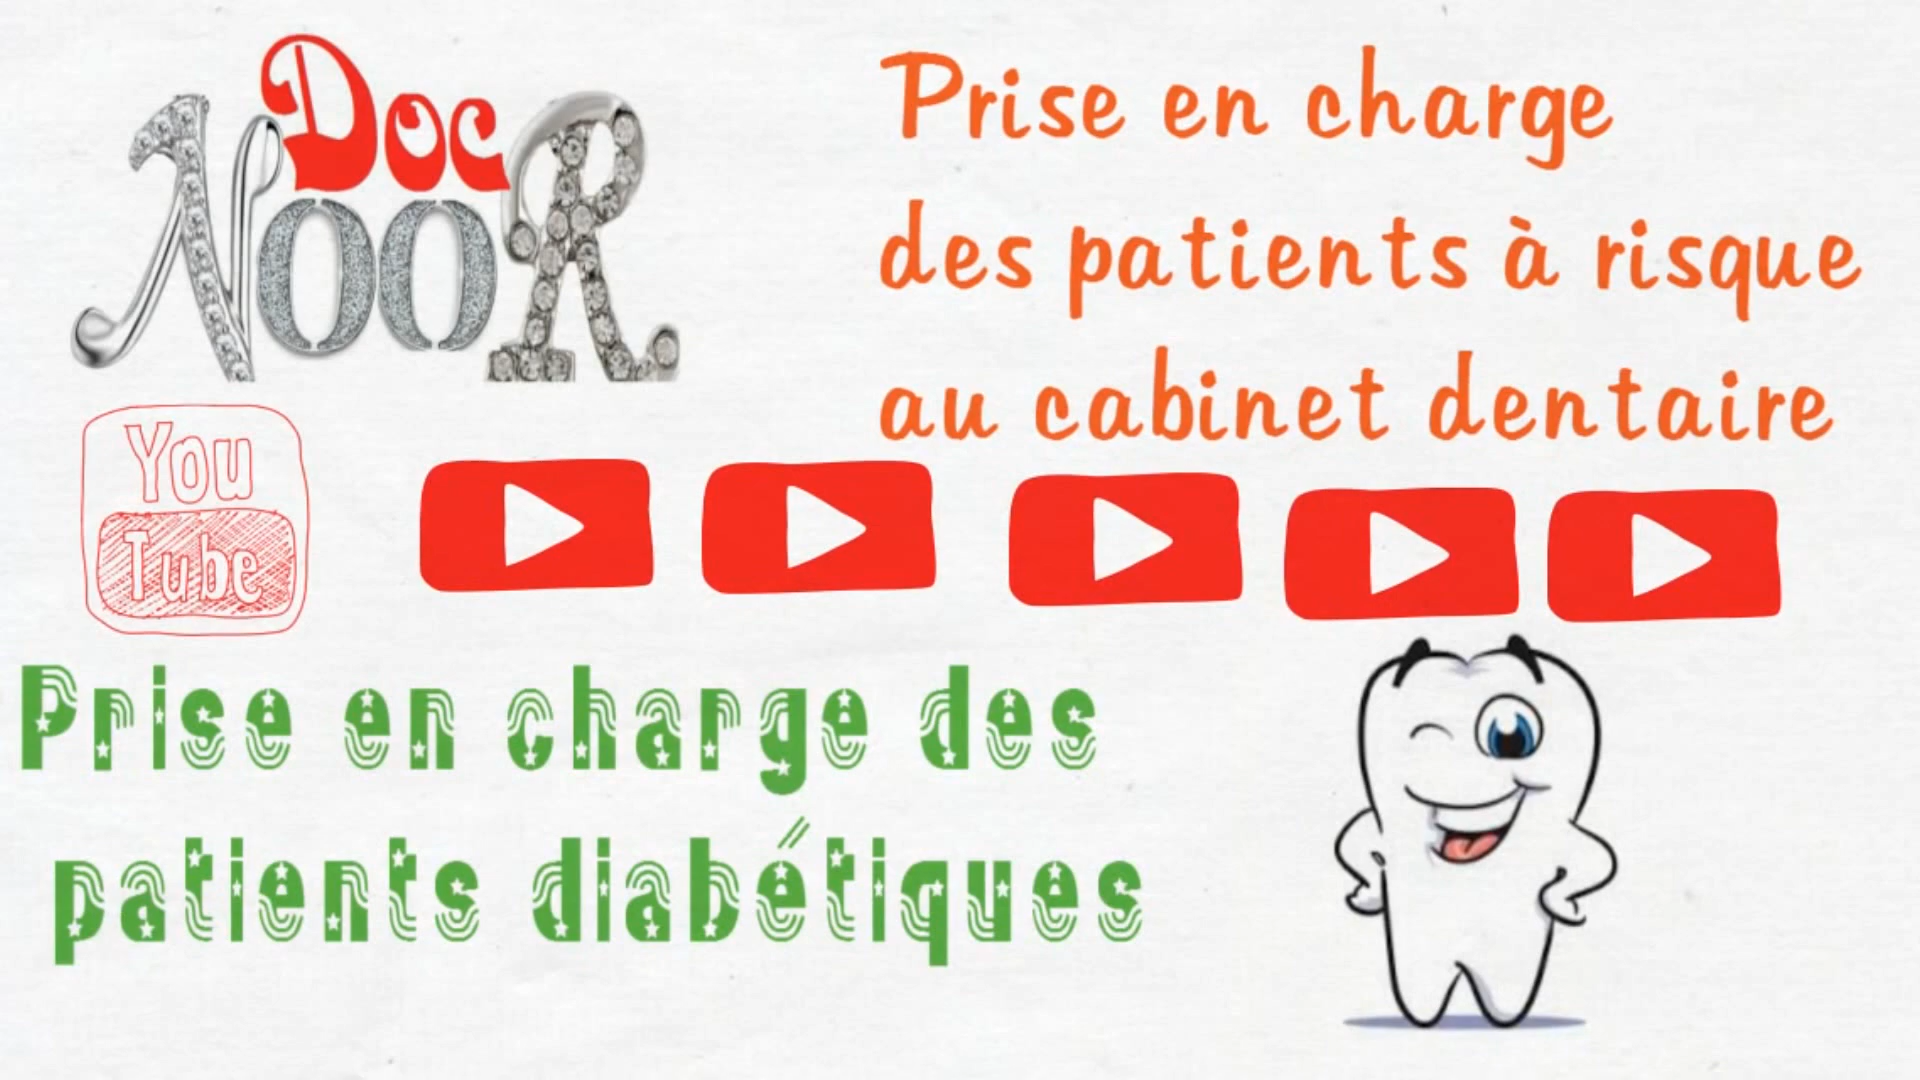 Doc
NooR
Prise en charge
des patients à risque
au cabinet dentaire
You
Tube
Prise en charge des
patients diabétiques